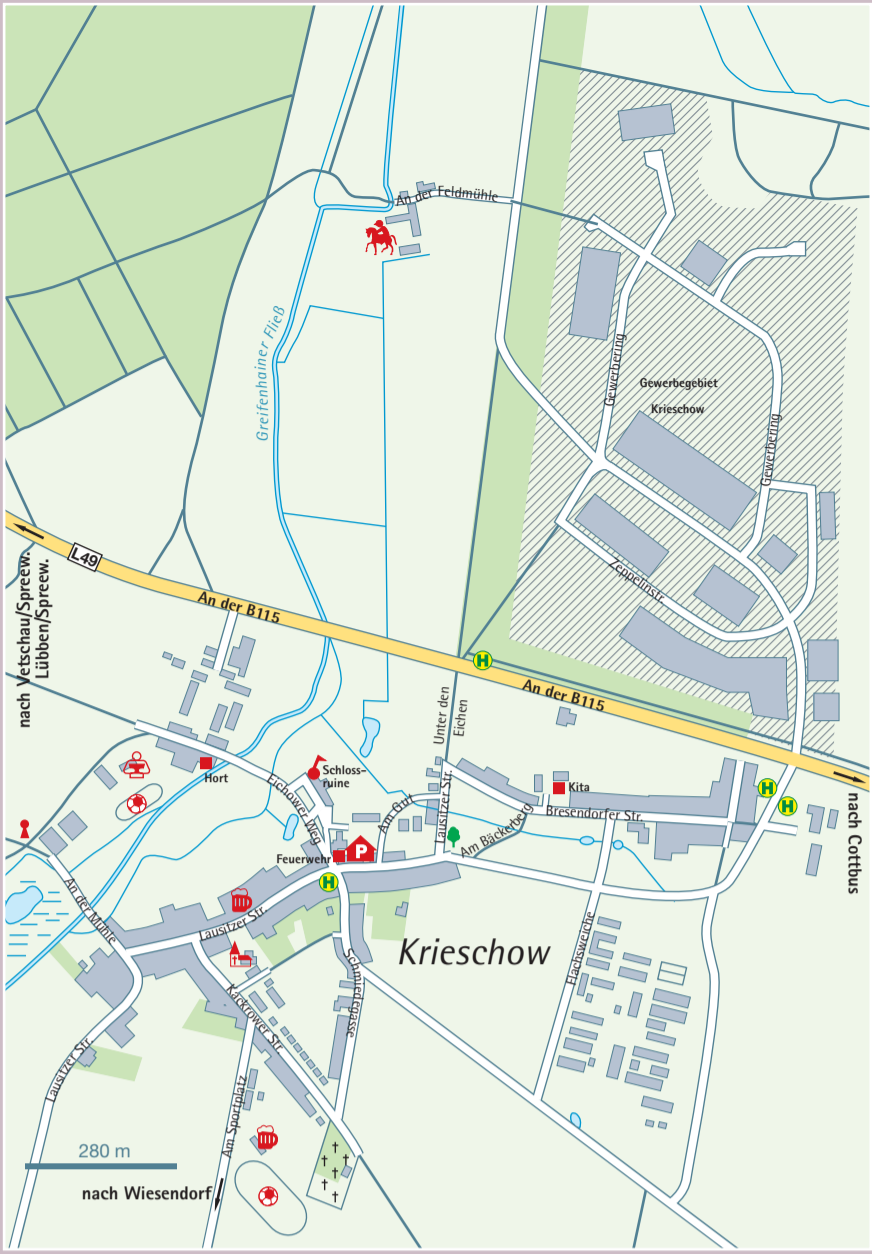 An der Feldmühle
Greifenhainer Fließ
Gewerbering
Gewerbegebiet
Krieschow
Gewerbering
Zeppelinstr.
L49
nach Vetschau/Spreew.
Lübben/Spreew.
An der B115
H
An der B115
Unter den
Eichen
Hort
Schloss-
ruine
Eichower Weg
Am Gut
Lausitzer Str.
Kita
Bresendorfer Str.
Am Bäckerberg
H
H
nach Cottbus
Feuerwehr
P
H
An der Mühle
Lausitzer Str.
Krieschow
Schmiedegasse
Flachsweiche
Kackrower Str.
Lausitzer Str.
Am Sportplatz
280 m
nach Wiesendorf